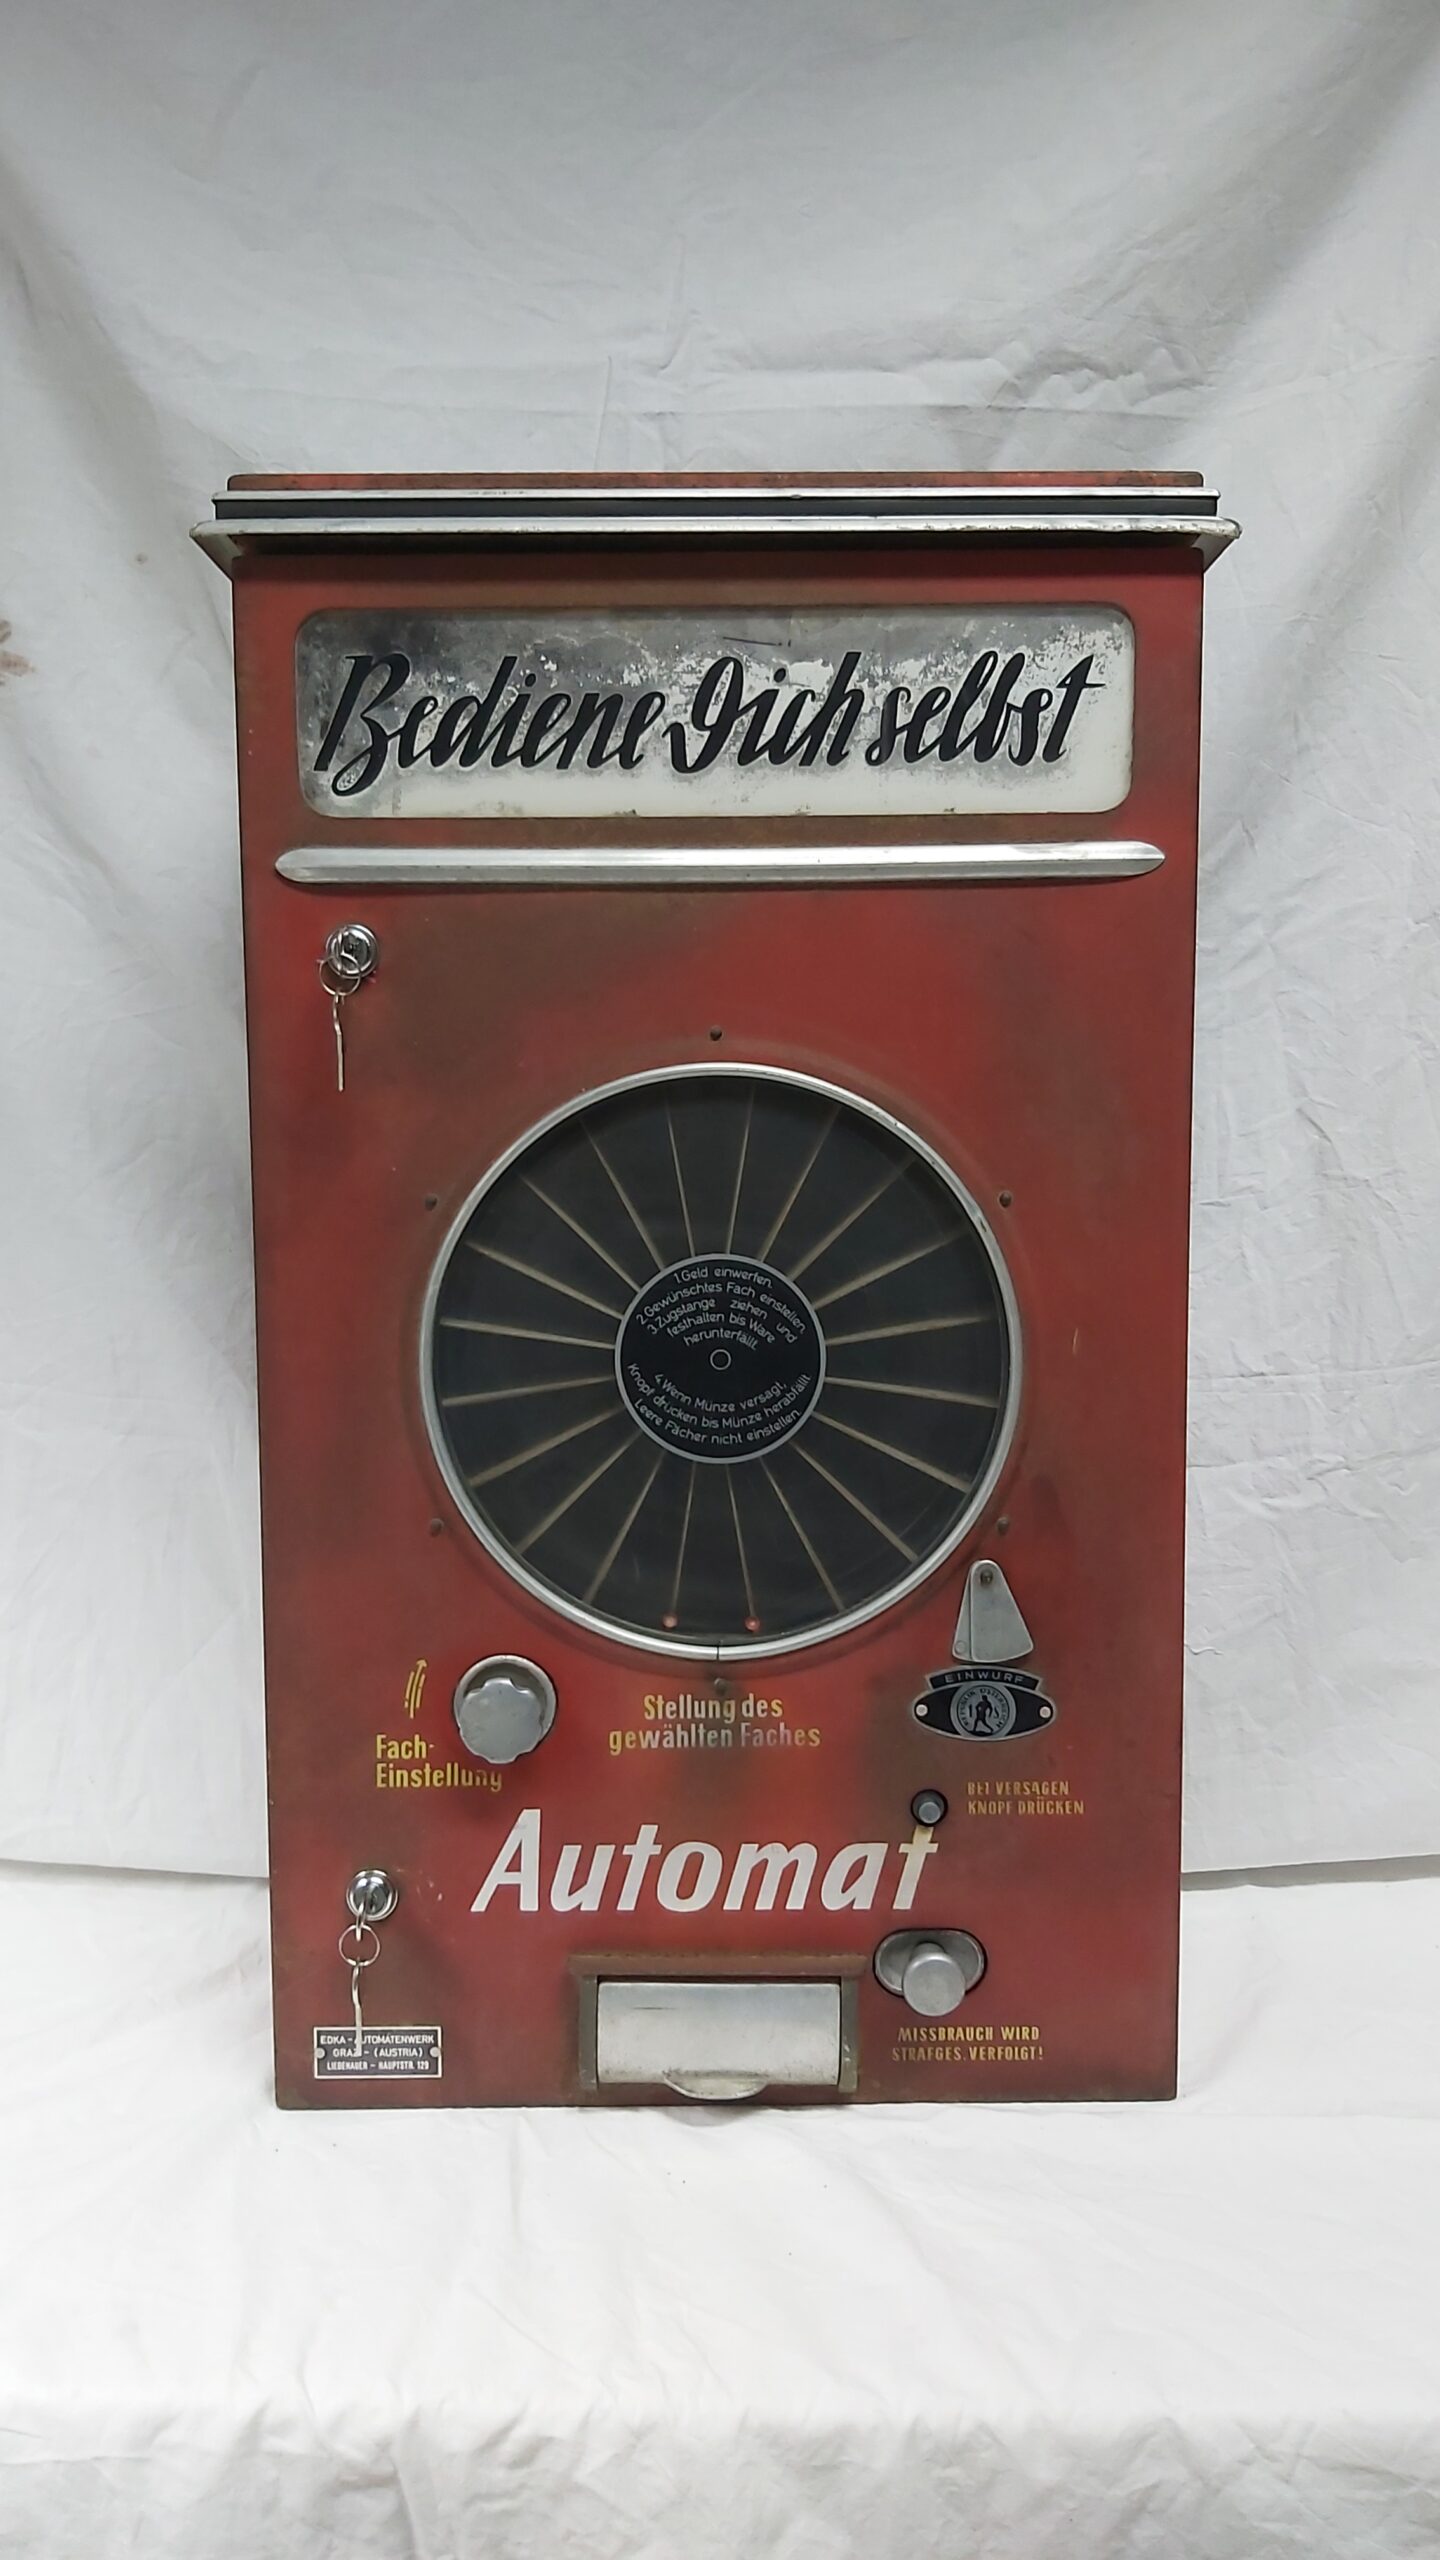 Bediene Dich selbst
1. Geld einwerfen.
2. Gewünschtes Fach einstellen.
3. Zugstange ziehen und
festhalten bis Ware
herunterfällt.
4. Wenn Münze versagt,
Knopf drücken bis Münze herabfällt.
Leere Fächer nicht einstellen.
EINWURF
Fach-
Einstellung
Stellung des
gewählten Faches
BEI VERSAGEN
KNOPF DRÜCKEN
Automat
MISSBRAUCH WIRD
STRAFGES. VERFOLGT!
EDKA - AUTOMATENWERK
GRAZ - (AUSTRIA)
LIEBENAUER - HAUPTSTR. 129